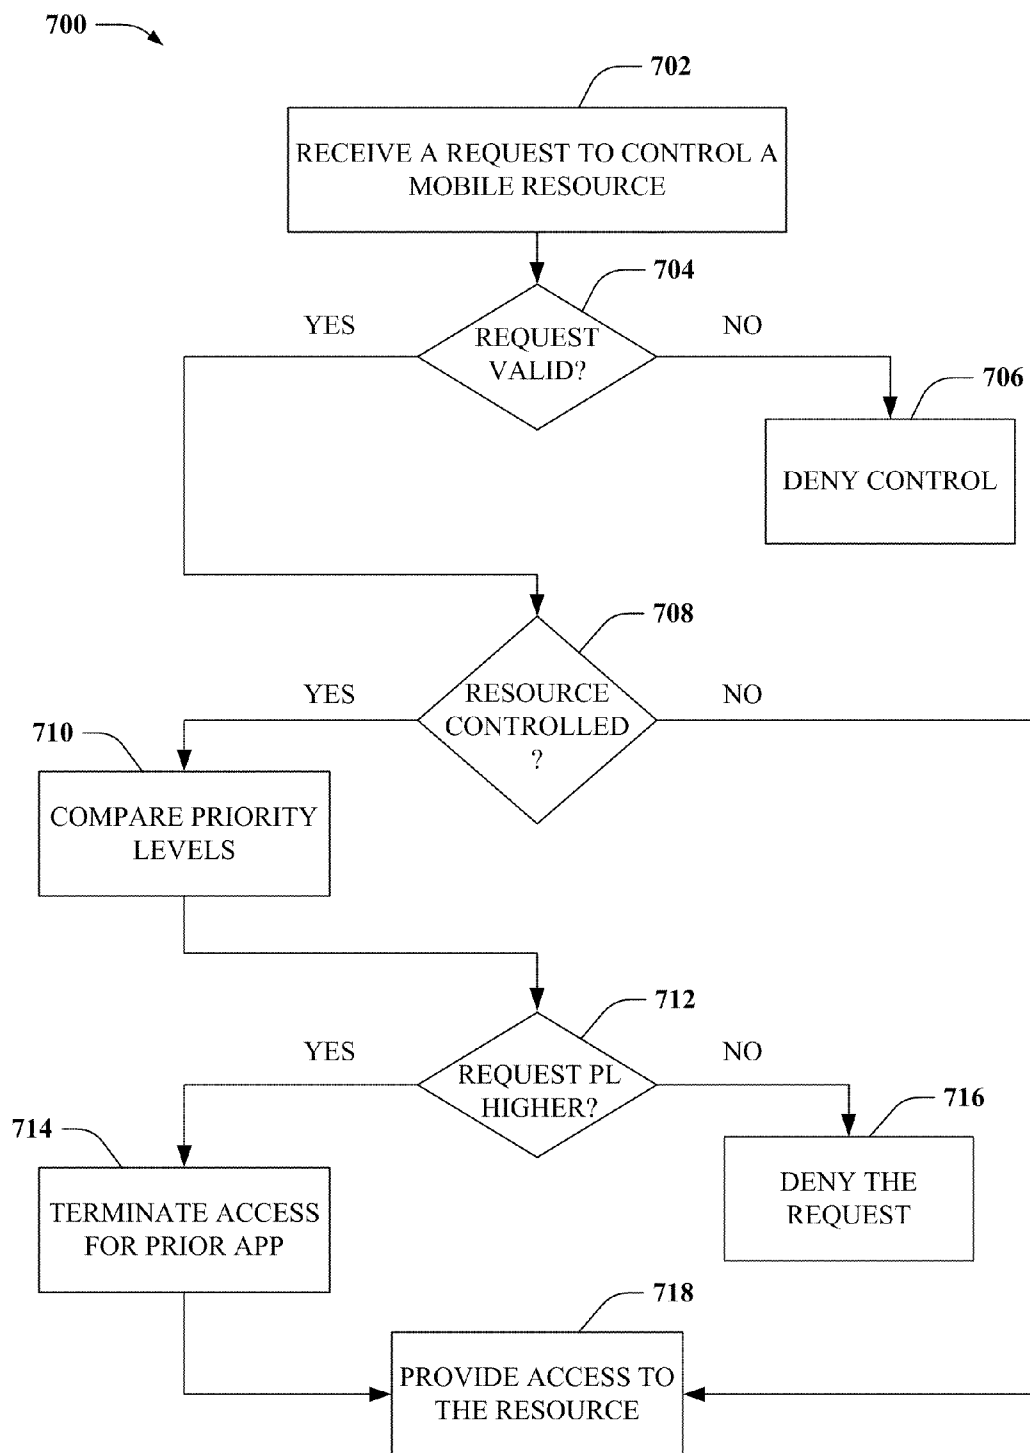 700
702
RECEIVE A REQUEST TO CONTROL A
MOBILE RESOURCE
704
YES
REQUEST
VALID?
NO
706
DENY CONTROL
708
YES
RESOURCE
CONTROLLED
?
NO
710
COMPARE PRIORITY
LEVELS
712
YES
REQUEST PL
HIGHER?
NO
714
TERMINATE ACCESS
FOR PRIOR APP
716
DENY THE
REQUEST
718
PROVIDE ACCESS TO
THE RESOURCE